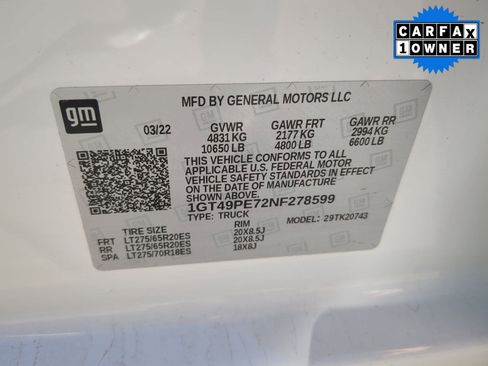 CARFAX
1 OWNER
gm
MFD BY GENERAL MOTORS LLC
03/22 GVWR GAWR FRT GAWR RR
4831 KG 2177 KG 2994 KG
10650 LB 4800 LB 6600 LB
THIS VEHICLE CONFORMS TO ALL
APPLICABLE U.S. FEDERAL MOTOR
VEHICLE SAFETY STANDARDS IN EFFECT
ON THE DATE OF MANUFACTURE
SHOWN ABOVE.
1GT49PE72NF278599
TYPE: TRUCK MODEL: 29TK20743
TIRE SIZE RIM
FRT LT275/65R20ES 20X8.5J
RR LT275/65R20ES 20X8.5J
SPA LT275/70R18ES 18X8J